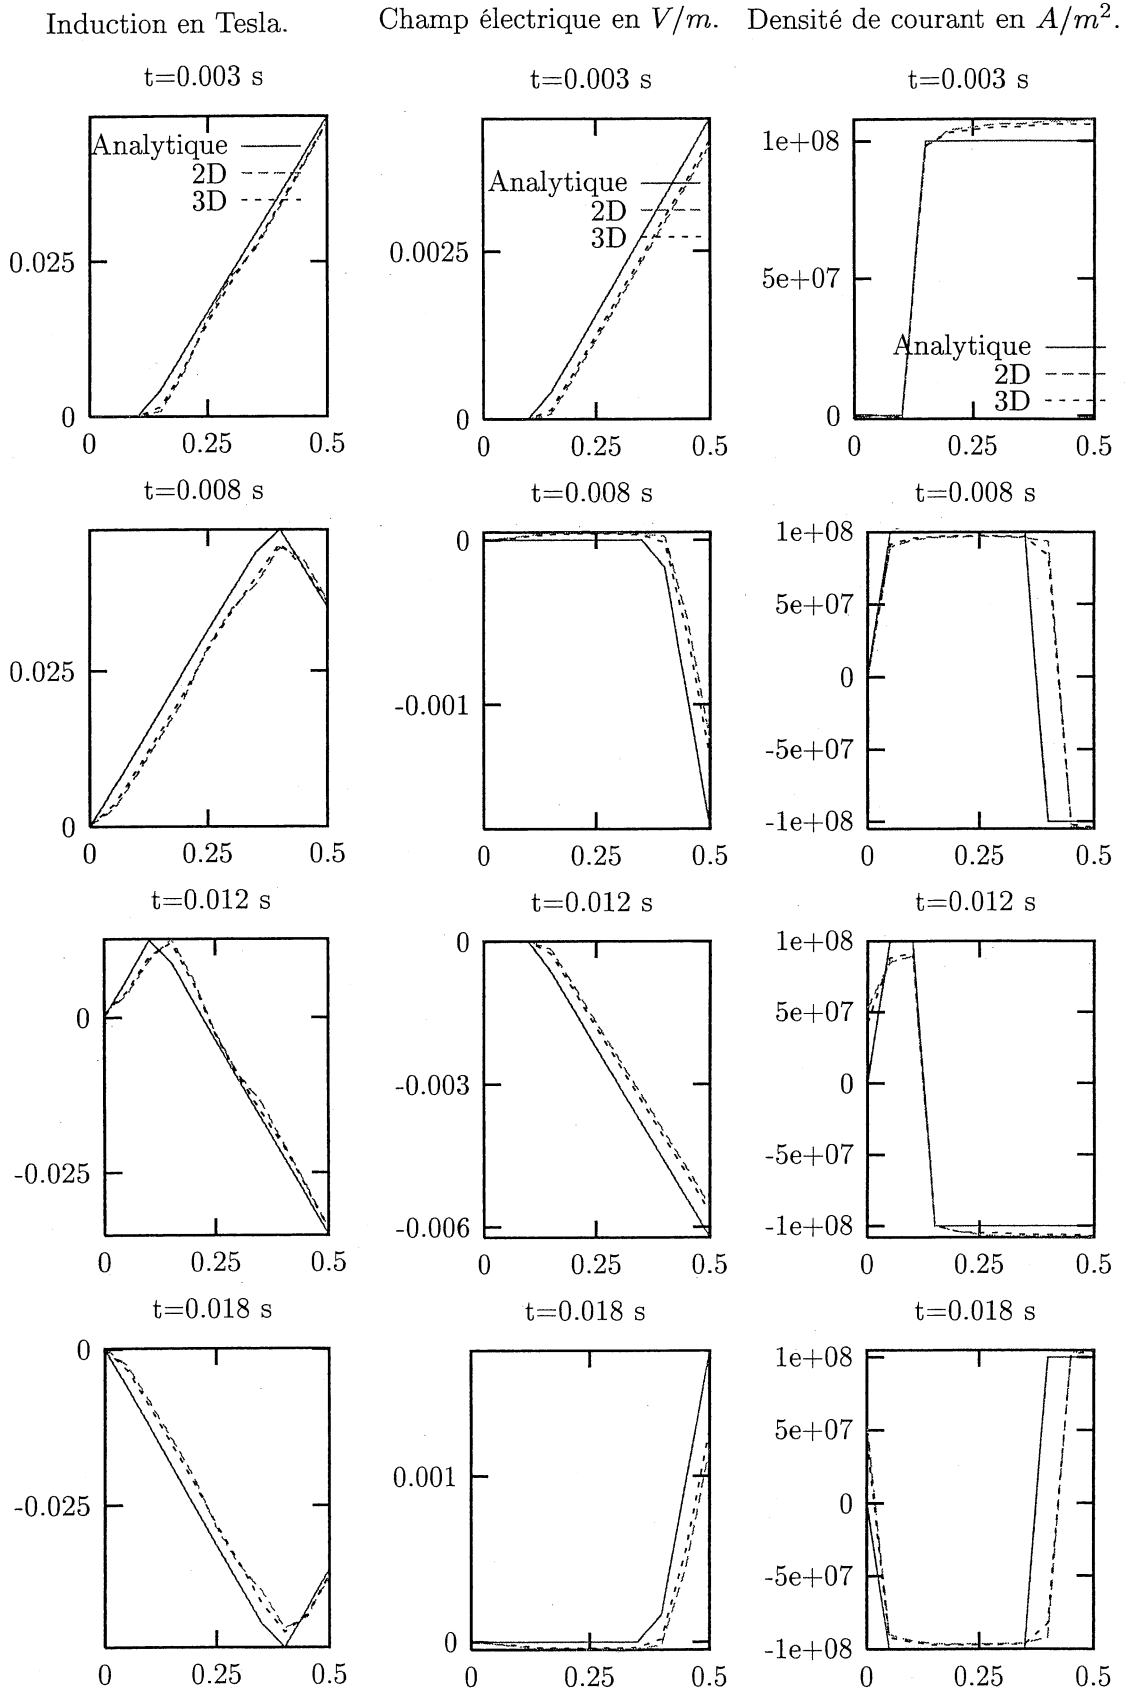 Induction en Tesla.
Champ électrique en V/m.
Densité de courant en A/m².
t=0.003 s
t=0.003 s
t=0.003 s
Analytique
2D
3D
0.025
0
0
0.25
0.5
Analytique
2D
3D
0.0025
0
0
0.25
0.5
1e+08
5e+07
Analytique
2D
3D
0
0
0.25
0.5
t=0.008 s
t=0.008 s
t=0.008 s
0.025
0
0
0.25
0.5
0
-0.001
0
0.25
0.5
1e+08
5e+07
0
-5e+07
-1e+08
0
0.25
0.5
t=0.012 s
t=0.012 s
t=0.012 s
0
-0.025
0
0.25
0.5
0
-0.003
-0.006
0
0.25
0.5
1e+08
5e+07
0
-5e+07
-1e+08
0
0.25
0.5
t=0.018 s
t=0.018 s
t=0.018 s
0
-0.025
0
0.25
0.5
0.001
0
0
0.25
0.5
1e+08
5e+07
0
-5e+07
-1e+08
0
0.25
0.5